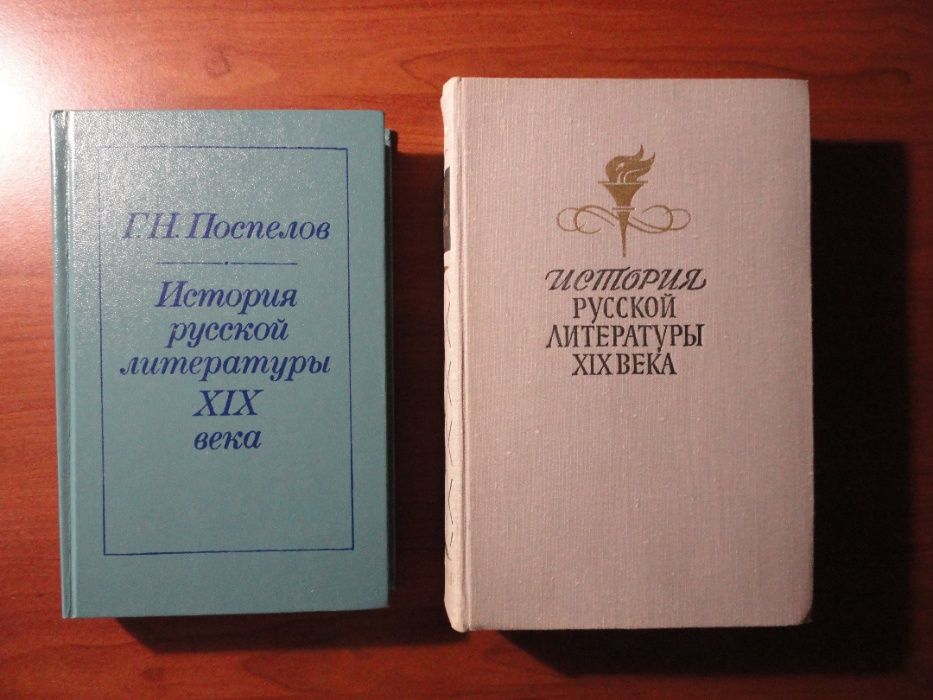 Г.Н. Поспелов
История
русской
литературы
XIX
века
ИСТОРИЯ
РУССКОЙ
ЛИТЕРАТУРЫ
XIX ВЕКА